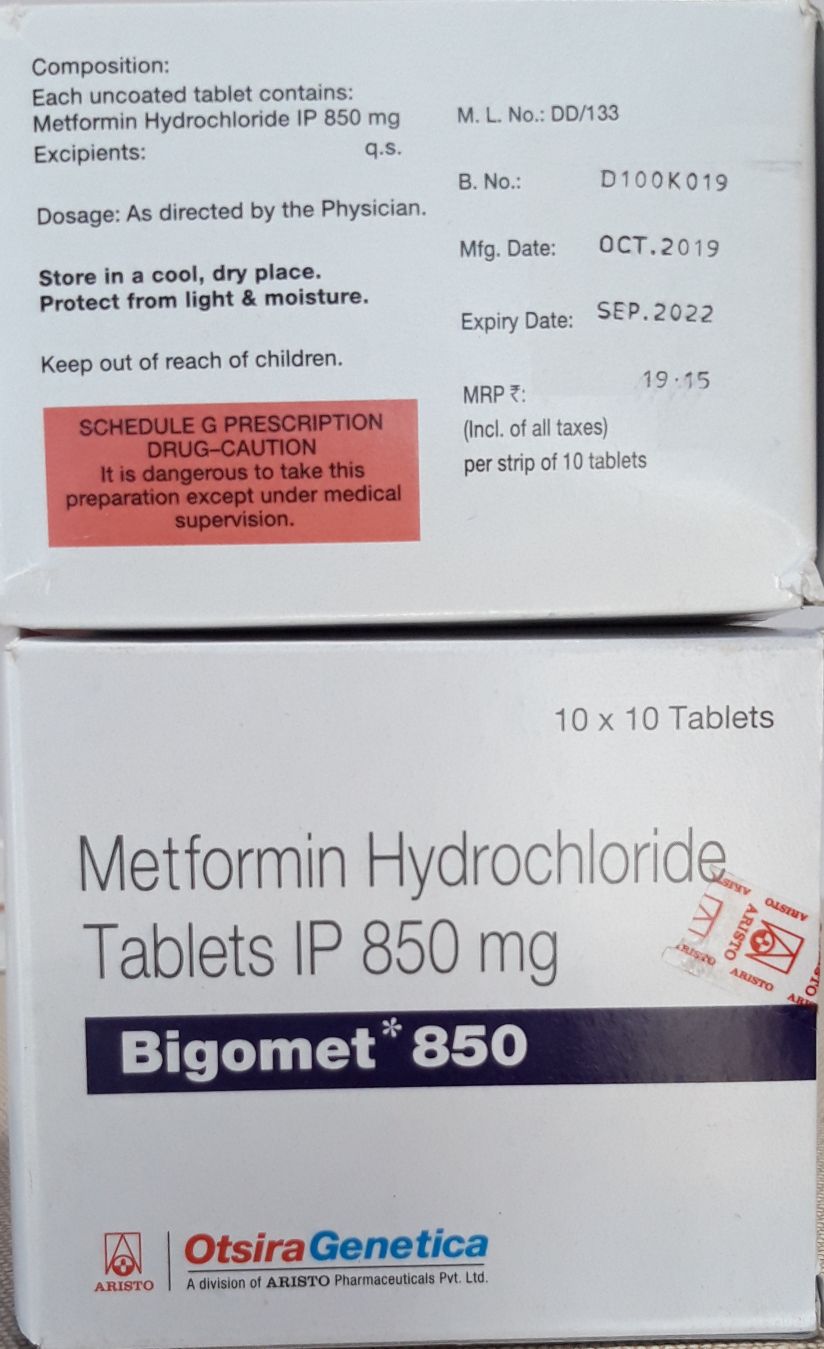 Composition:
Each uncoated tablet contains:
Metformin Hydrochloride IP 850 mg
Excipients: q.s.
Dosage: As directed by the Physician.
Store in a cool, dry place.
Protect from light & moisture.
Keep out of reach of children.
SCHEDULE G PRESCRIPTION
DRUG–CAUTION
It is dangerous to take this
preparation except under medical
supervision.
M. L. No.: DD/133
B. No.: D100K019
Mfg. Date: OCT.2019
Expiry Date: SEP.2022
MRP ₹: 19.15
(Incl. of all taxes)
per strip of 10 tablets
10 x 10 Tablets
Metformin Hydrochloride
Tablets IP 850 mg
Bigomet* 850
ARISTO
ARISTO
ARISTO
ARISTO
OtsiraGenetica
A division of ARISTO Pharmaceuticals Pvt. Ltd.